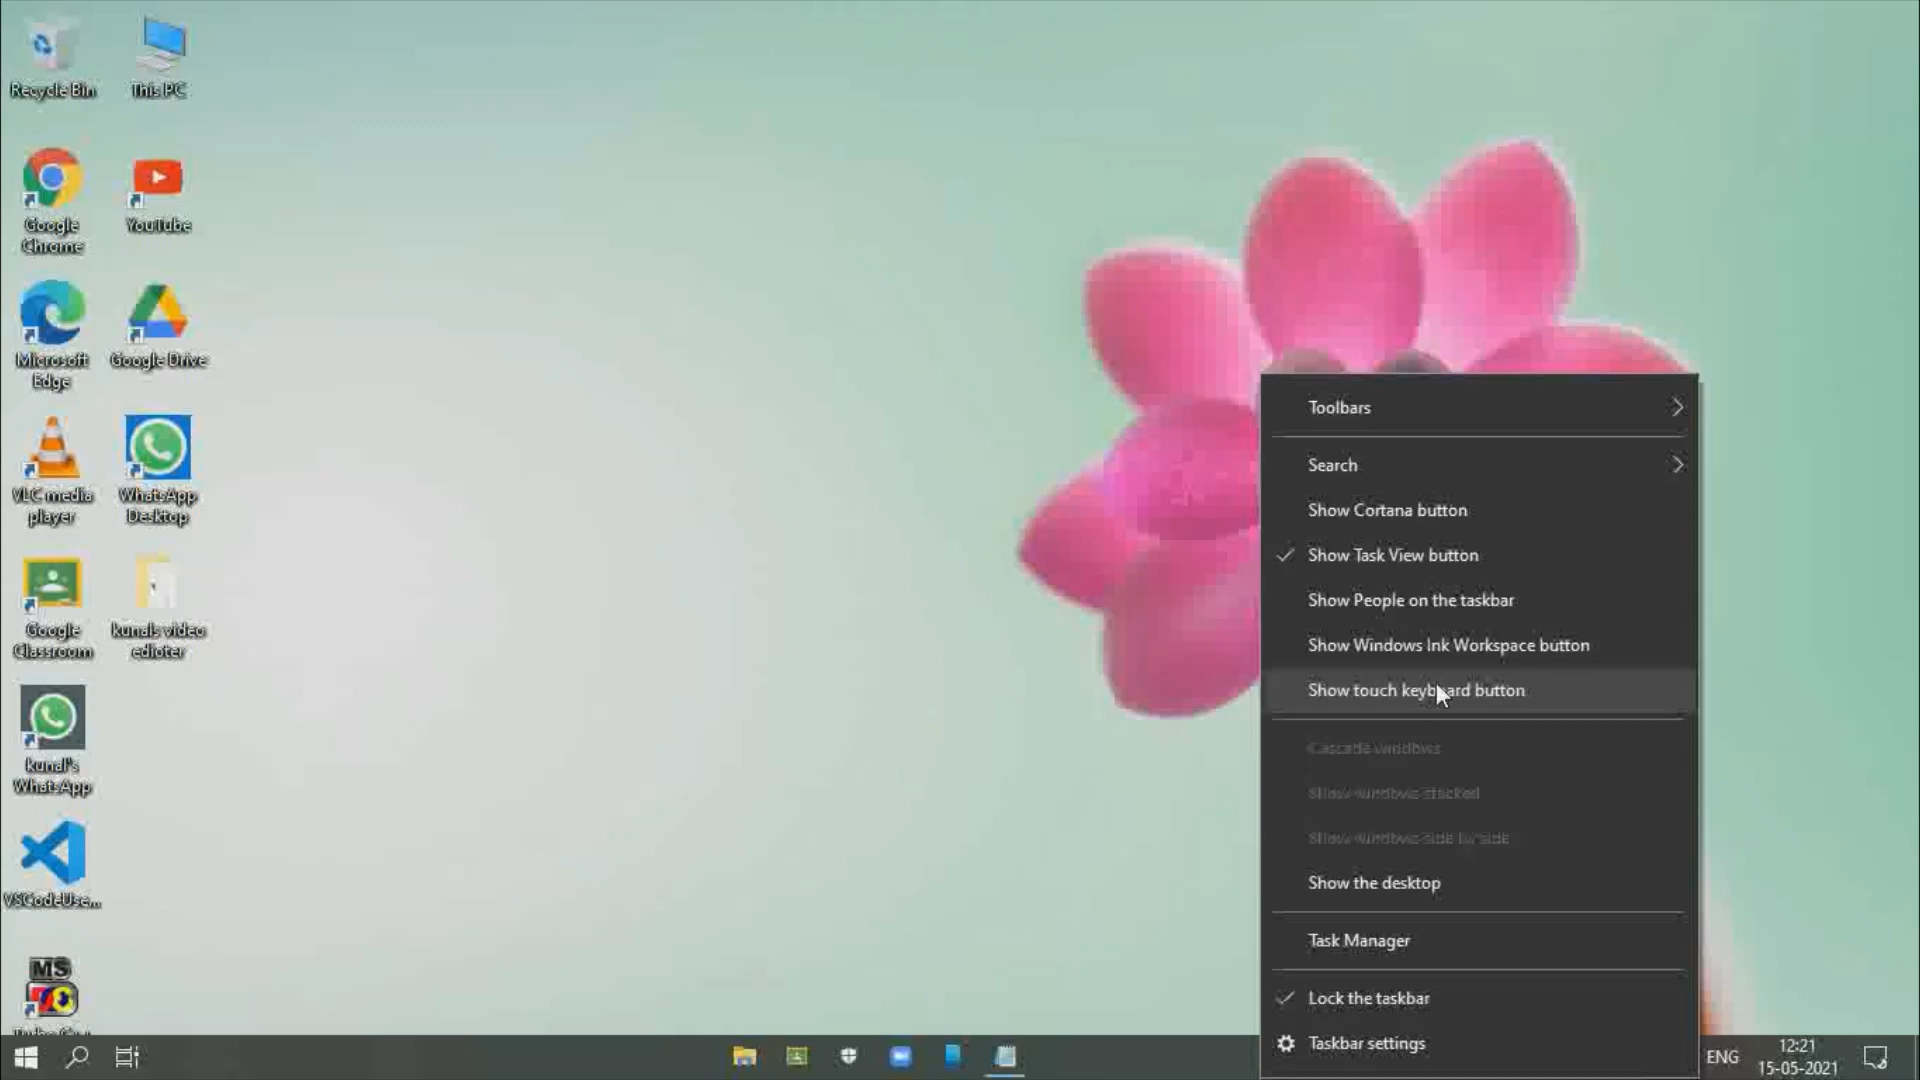 Recycle Bin
This PC
Google
Chrome
YouTube
Microsoft
Edge
Google Drive
VLC media
player
WhatsApp
Desktop
Google
Classroom
kunals video
edioter
kunal's
WhatsApp
VSCodeUse...
MS
Toolbars
Search
Show Cortana button
Show Task View button
Show People on the taskbar
Show Windows Ink Workspace button
Show touch keyboard button
Cascade windows
Show windows stacked
Show windows side by side
Show the desktop
Task Manager
Lock the taskbar
Taskbar settings
ENG
12:21
15-05-2021